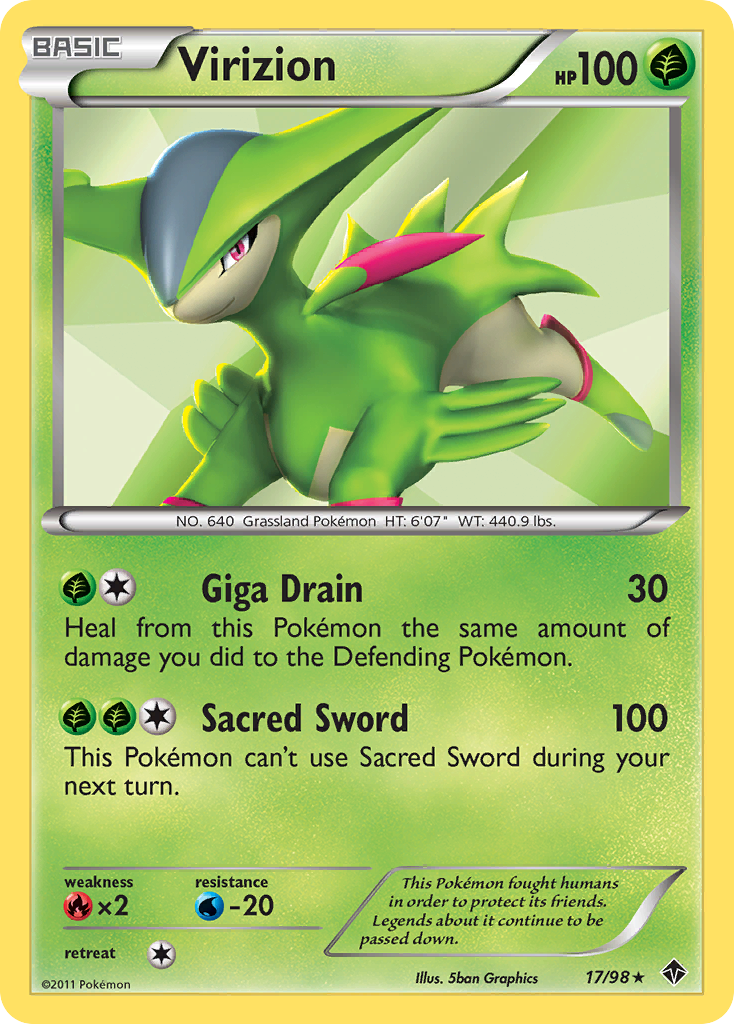 BASIC
Virizion
HP100
NO. 640 Grassland Pokémon HT: 6'07" WT: 440.9 lbs.
Giga Drain 30
Heal from this Pokémon the same amount of
damage you did to the Defending Pokémon.
Sacred Sword 100
This Pokémon can't use Sacred Sword during your
next turn.
weakness
×2
resistance
-20
retreat
This Pokémon fought humans
in order to protect its friends.
Legends about it continue to be
passed down.
©2011 Pokémon
Illus. 5ban Graphics
17/98★